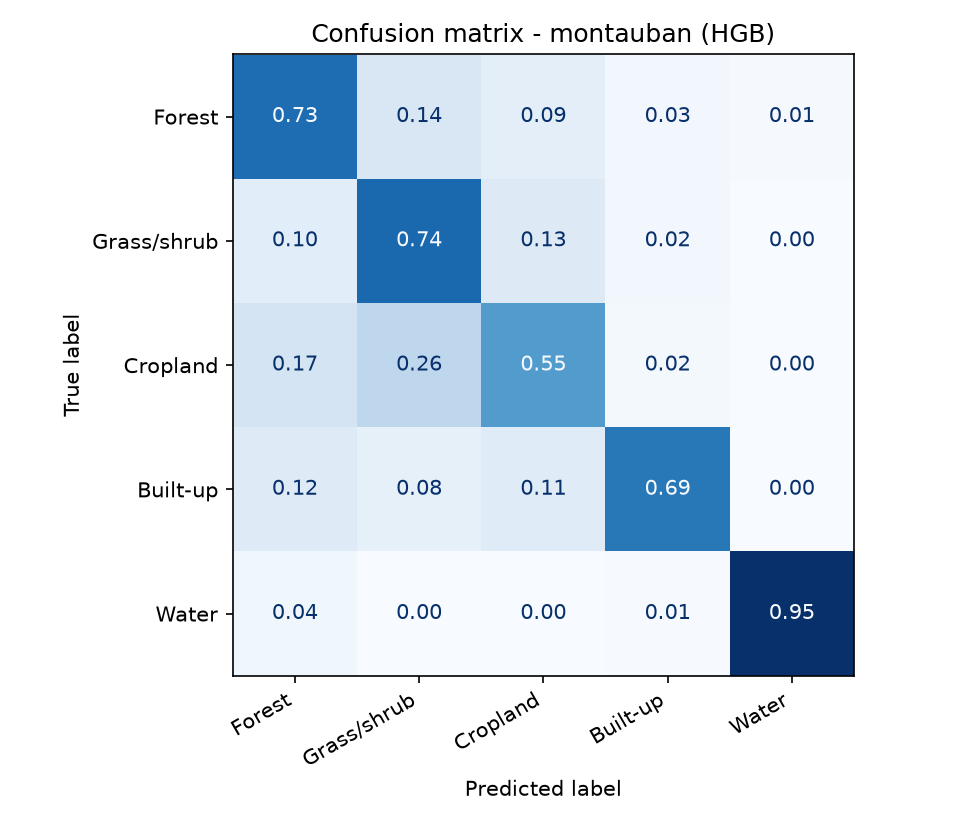 Confusion matrix - montauban (HGB)
True label
Forest 0.73 0.14 0.09 0.03 0.01
Grass/shrub 0.10 0.74 0.13 0.02 0.00
Cropland 0.17 0.26 0.55 0.02 0.00
Built-up 0.12 0.08 0.11 0.69 0.00
Water 0.04 0.00 0.00 0.01 0.95
Forest Grass/shrub Cropland Built-up Water
Predicted label